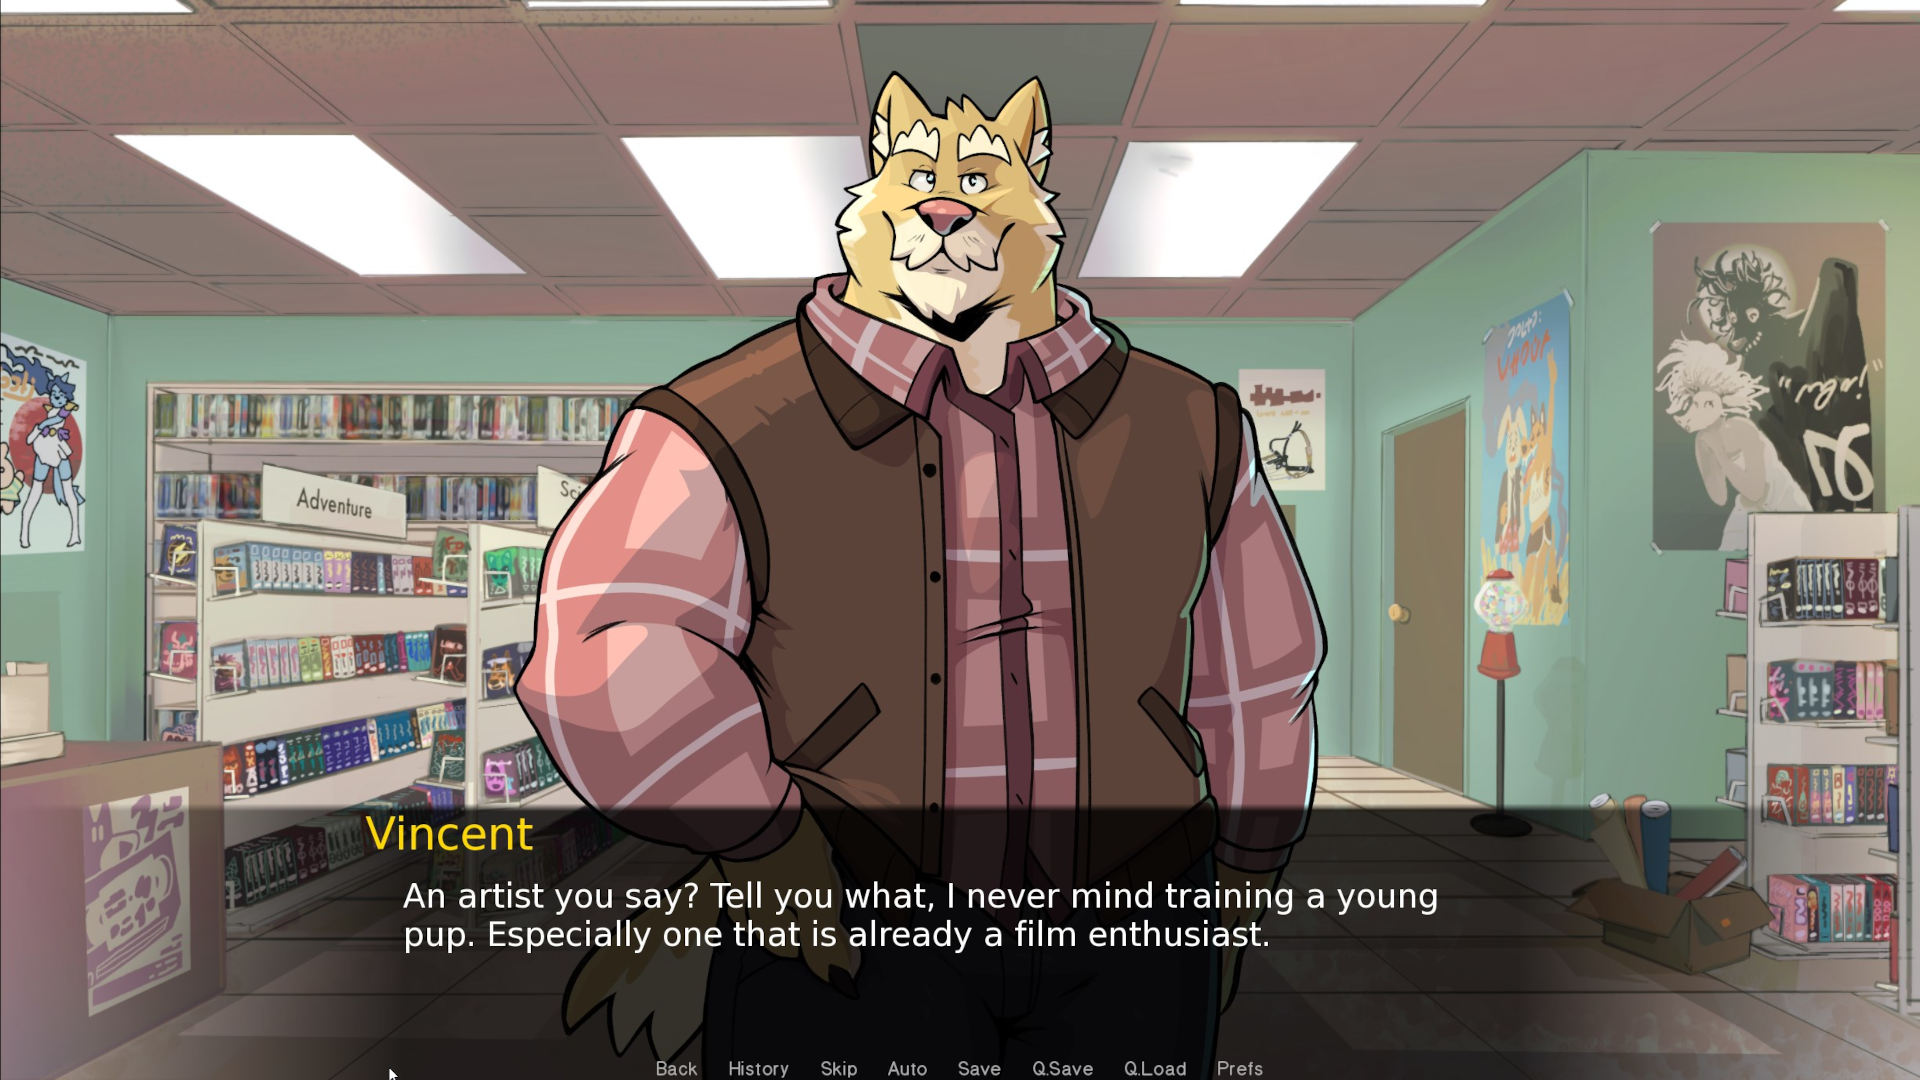 Adventure
Sci
Vincent
An artist you say? Tell you what, I never mind training a young
pup. Especially one that is already a film enthusiast.
Back History Skip Auto Save Q.Save Q.Load Prefs